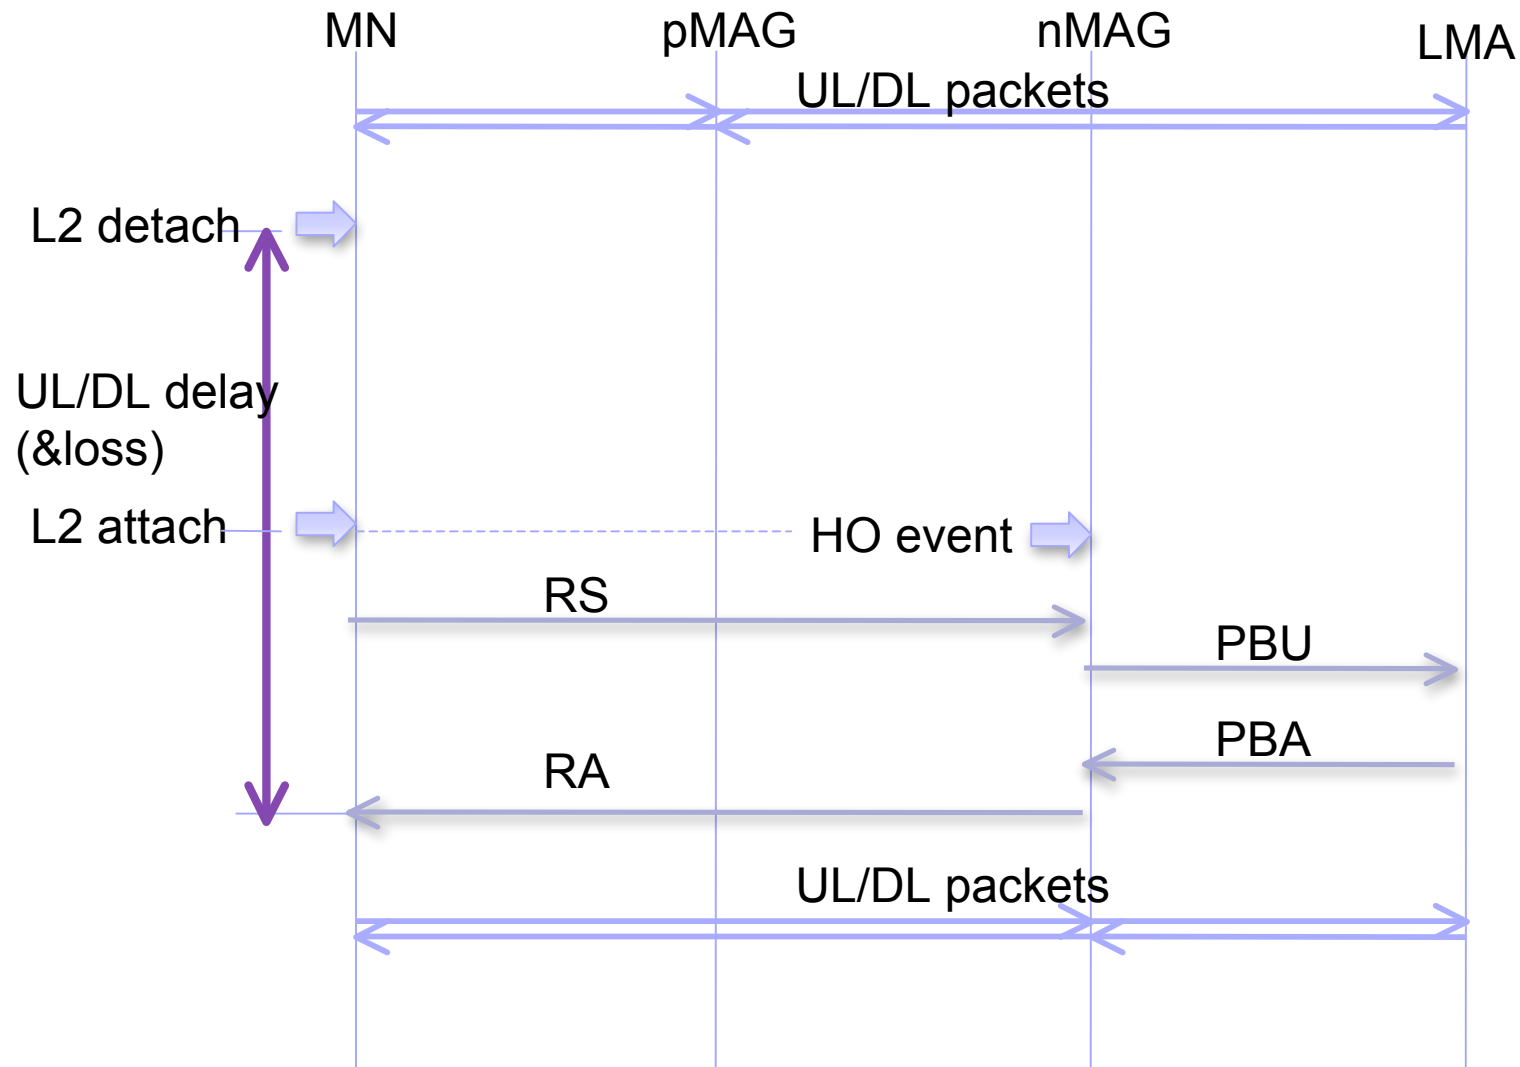 MN
pMAG
nMAG
LMA
UL/DL packets
L2 detach
UL/DL delay
(&loss)
L2 attach
HO event
RS
PBU
PBA
RA
UL/DL packets